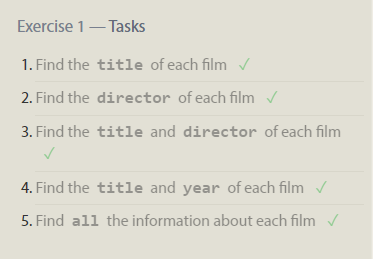 Exercise 1 — Tasks
1. Find the title of each film ✓
2. Find the director of each film ✓
3. Find the title and director of each film
✓
4. Find the title and year of each film ✓
5. Find all the information about each film ✓